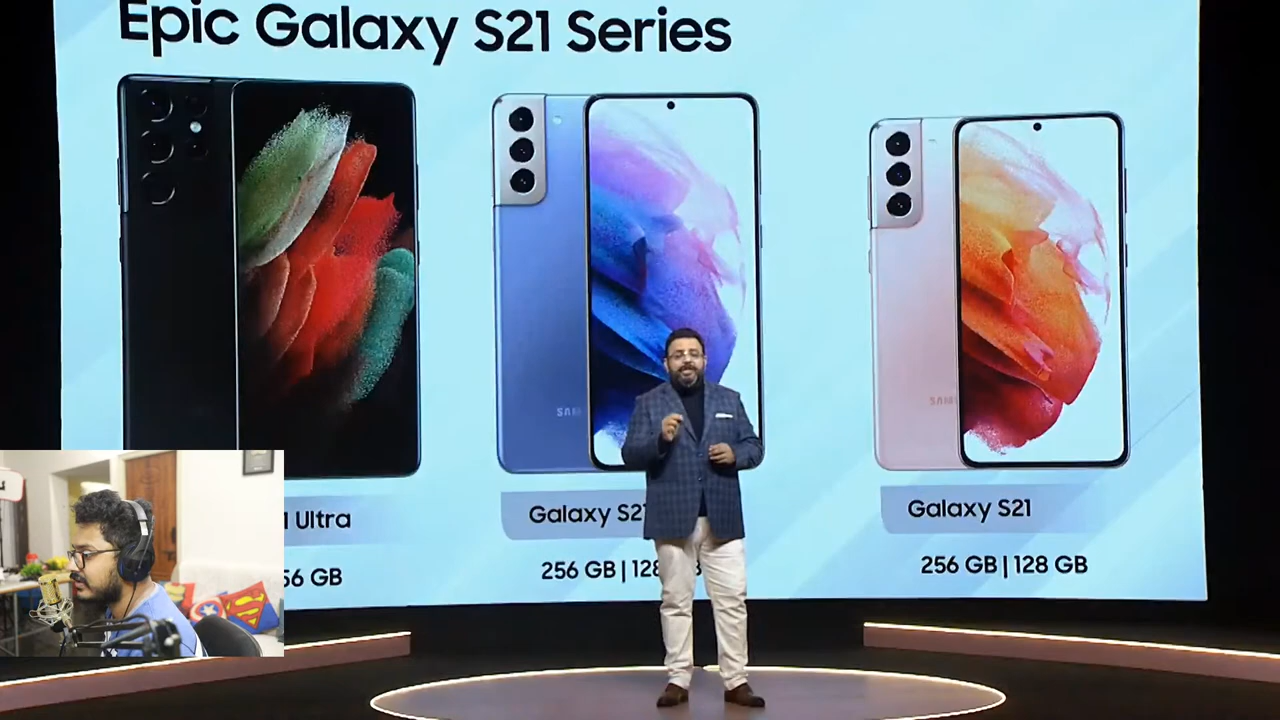 Epic Galaxy S21 Series
Ultra
Galaxy S2
Galaxy S21
56 GB
256 GB | 128
256 GB | 128 GB